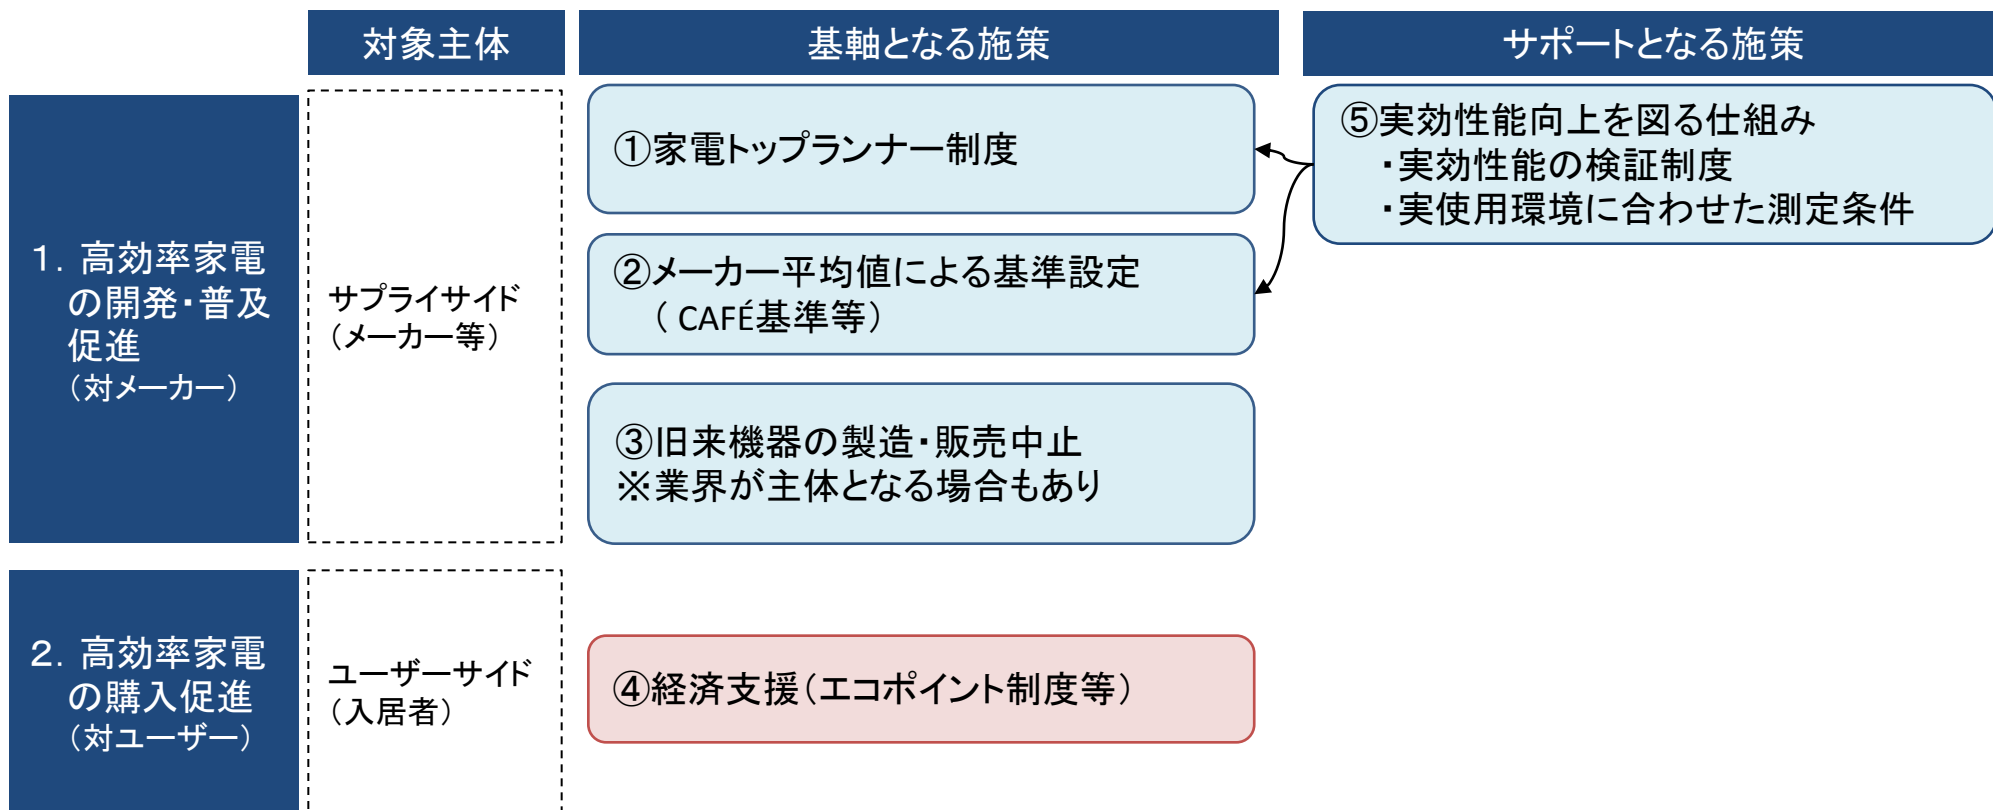 対象主体
基軸となる施策
サポートとなる施策
1. 高効率家電
の開発・普及
促進
(対メーカー)
サプライサイド
(メーカー等)
①家電トップランナー制度
②メーカー平均値による基準設定
( CAFÉ基準等)
③旧来機器の製造・販売中止
※業界が主体となる場合もあり
⑤実効性能向上を図る仕組み
・実効性能の検証制度
・実使用環境に合わせた測定条件
2. 高効率家電
の購入促進
(対ユーザー)
ユーザーサイド
(入居者)
④経済支援(エコポイント制度等)